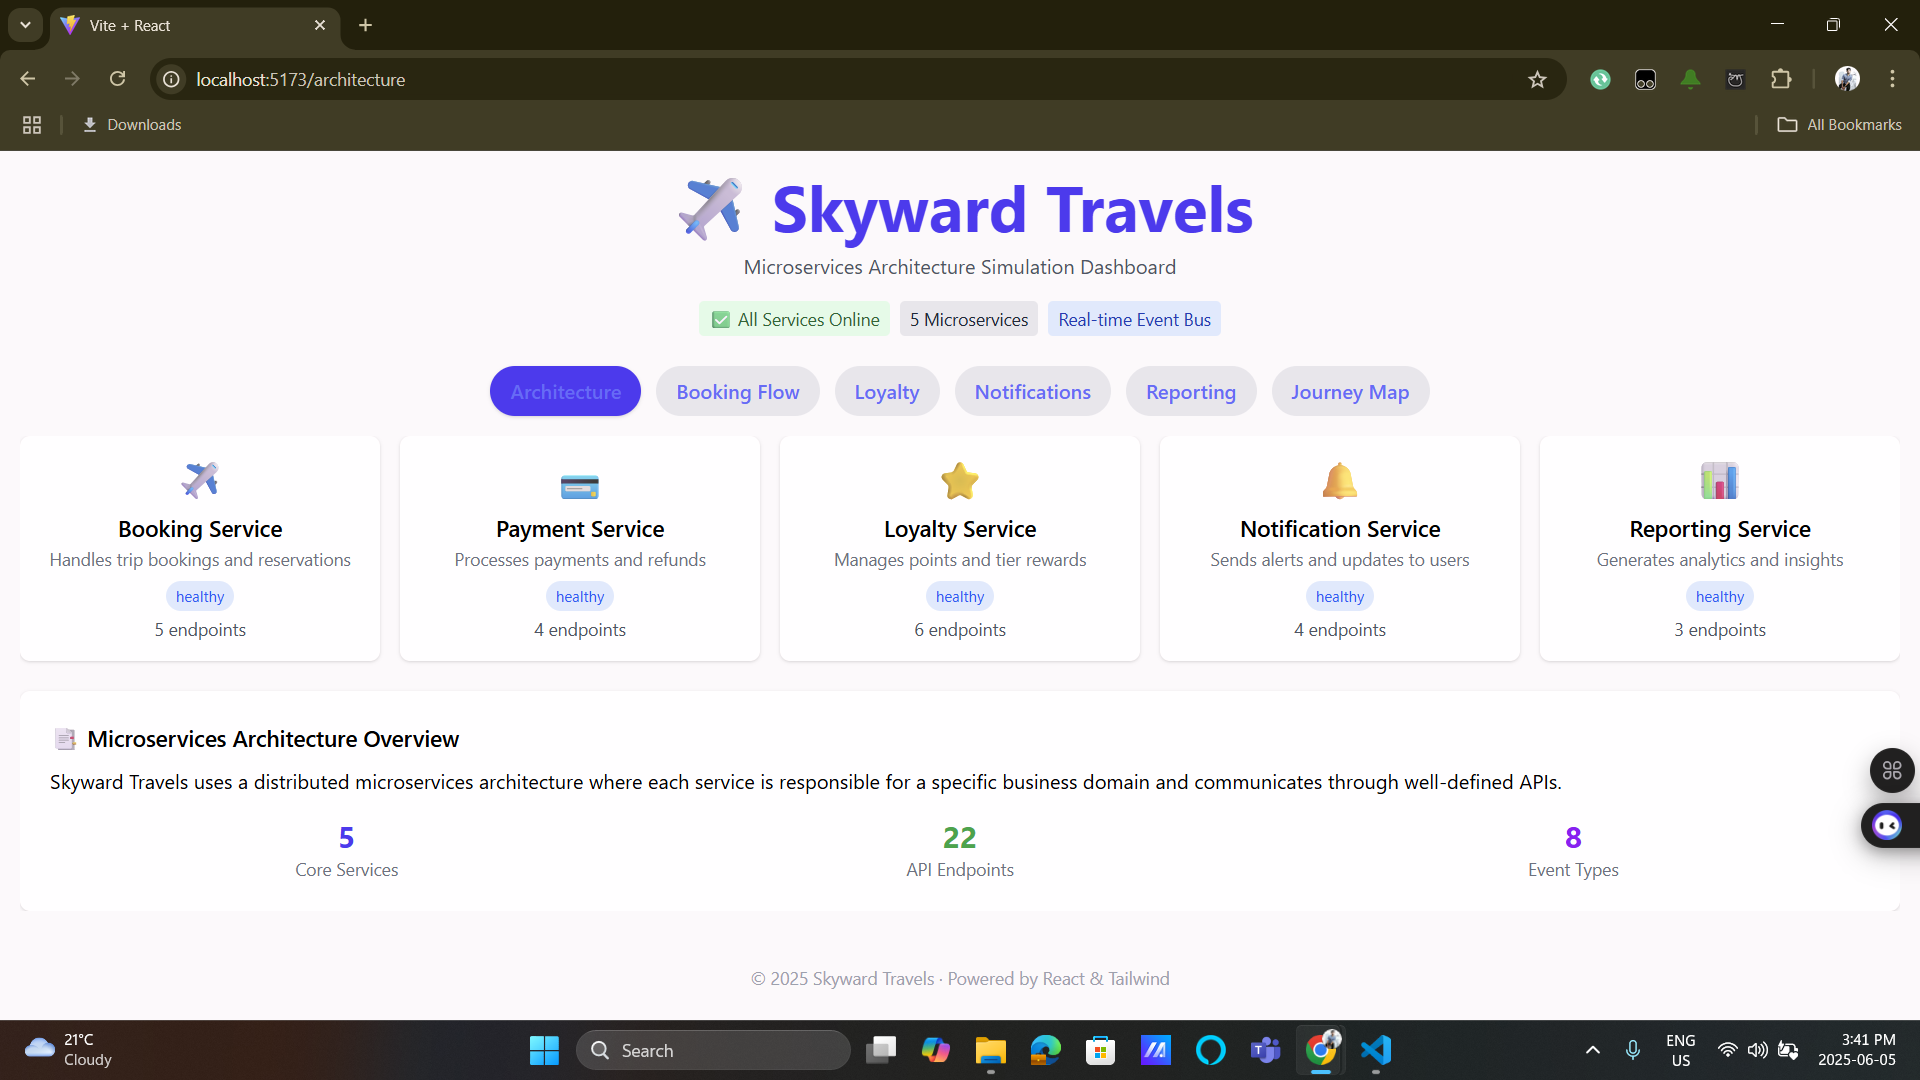 Vite + React
localhost:5173/architecture
Downloads
All Bookmarks
Skyward Travels
Microservices Architecture Simulation Dashboard
All Services Online
5 Microservices
Real-time Event Bus
Architecture
Booking Flow
Loyalty
Notifications
Reporting
Journey Map
Booking Service
Handles trip bookings and reservations
healthy
5 endpoints
Payment Service
Processes payments and refunds
healthy
4 endpoints
Loyalty Service
Manages points and tier rewards
healthy
6 endpoints
Notification Service
Sends alerts and updates to users
healthy
4 endpoints
Reporting Service
Generates analytics and insights
healthy
3 endpoints
Microservices Architecture Overview
Skyward Travels uses a distributed microservices architecture where each service is responsible for a specific business domain and communicates through well-defined APIs.
5
Core Services
22
API Endpoints
8
Event Types
© 2025 Skyward Travels · Powered by React & Tailwind
21°C
Cloudy
Search
ENG
US
3:41 PM
2025-06-05